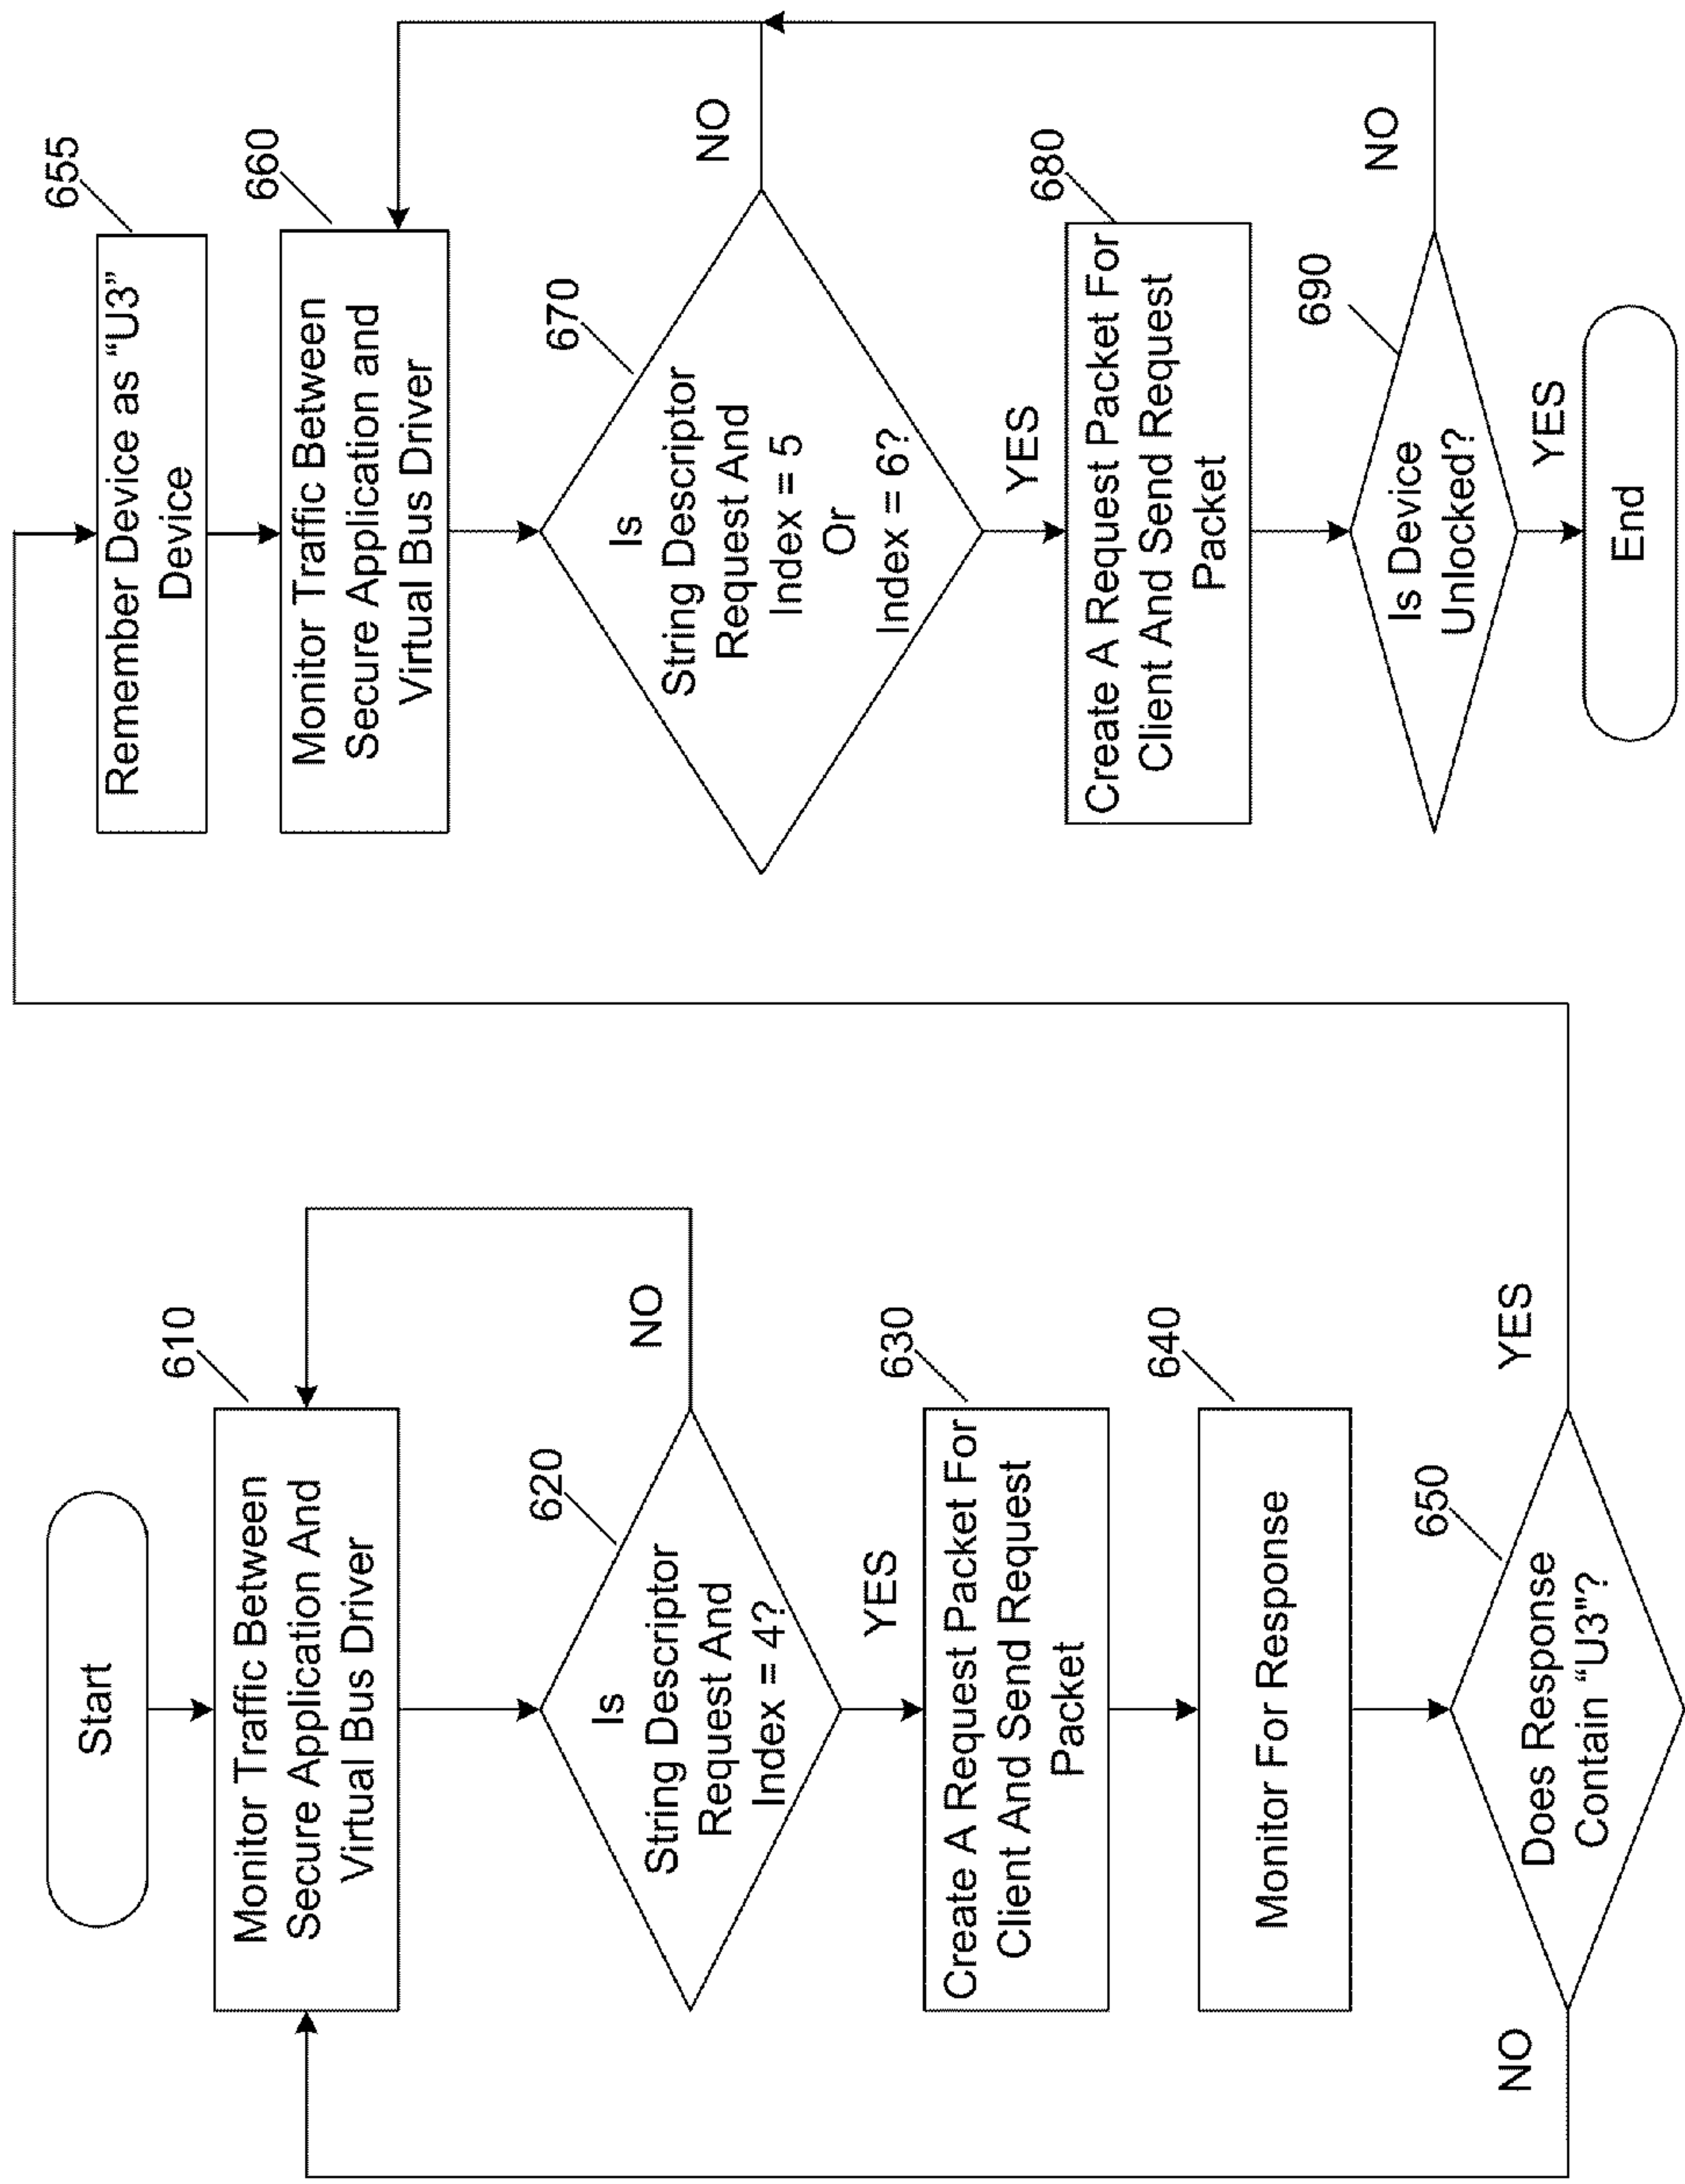 Start
610
Monitor Traffic Between
Secure Application And
Virtual Bus Driver
620
Is
String Descriptor
Request And
Index = 4?
NO
YES
630
Create A Request Packet For
Client And Send Request
Packet
640
Monitor For Response
650
Does Response
Contain “U3”’?
NO
YES
655
Remember Device as “U3”
Device
660
Monitor Traffic Between
Secure Application and
Virtual Bus Driver
670
Is
String Descriptor
Request And
Index = 5
Or
Index = 6?
NO
YES
680
Create A Request Packet For
Client And Send Request
Packet
690
Is Device
Unlocked?
NO
YES
End